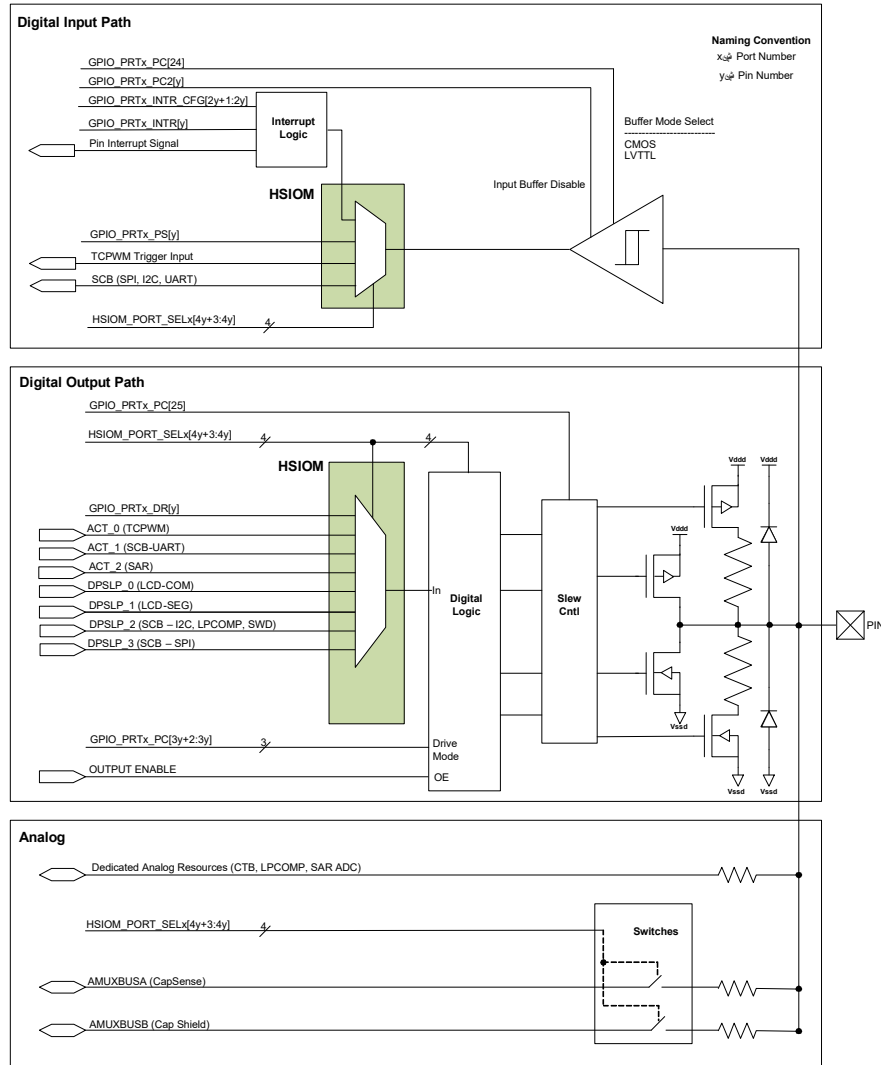 Digital Input Path
Naming Convention
x Port Number
y Pin Number
GPIO_PRTx_PC[24]
GPIO_PRTx_PC2[y]
GPIO_PRTx_INTR_CFG[2y+1:2y]
GPIO_PRTx_INTR[y]
Pin Interrupt Signal
Interrupt
Logic
Buffer Mode Select
CMOS
LVTTL
Input Buffer Disable
HSIOM
GPIO_PRTx_PS[y]
TCPWM Trigger Input
SCB (SPI, I2C, UART)
HSIOM_PORT_SELx[4y+3:4y]
4
Digital Output Path
GPIO_PRTx_PC[25]
HSIOM_PORT_SELx[4y+3:4y]
4
4
HSIOM
GPIO_PRTx_DR[y]
ACT_0 (TCPWM)
ACT_1 (SCB-UART)
ACT_2 (SAR)
DPSLP_0 (LCD-COM)
DPSLP_1 (LCD-SEG)
DPSLP_2 (SCB – I2C, LPCOMP, SWD)
DPSLP_3 (SCB – SPI)
In
Digital
Logic
Slew
Cntl
Vddd
Vddd
Vddd
PIN
Vssd
Vssd
Vssd
GPIO_PRTx_PC[3y+2:3y]
3
Drive
Mode
OUTPUT ENABLE
OE
Analog
Dedicated Analog Resources (CTB, LPCOMP, SAR ADC)
HSIOM_PORT_SELx[4y+3:4y]
4
Switches
AMUXBUSA (CapSense)
AMUXBUSB (Cap Shield)